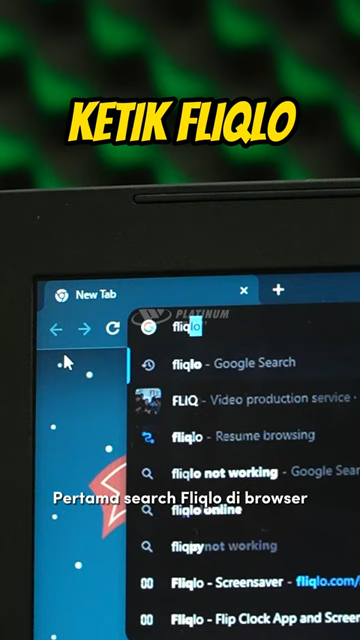 KETIK FLIQLO
New Tab
PLATINUM
fliqlo
fliqlo - Google Search
FLIQ - Video production service -
fliqlo - Resume browsing
Pertama search Fliqlo di browser
fliqlo not working - Google Sear
fliqlo online
not working
Fliqlo - Screensaver - fliqlo.com/
Fliqlo - Flip Clock App and Screen